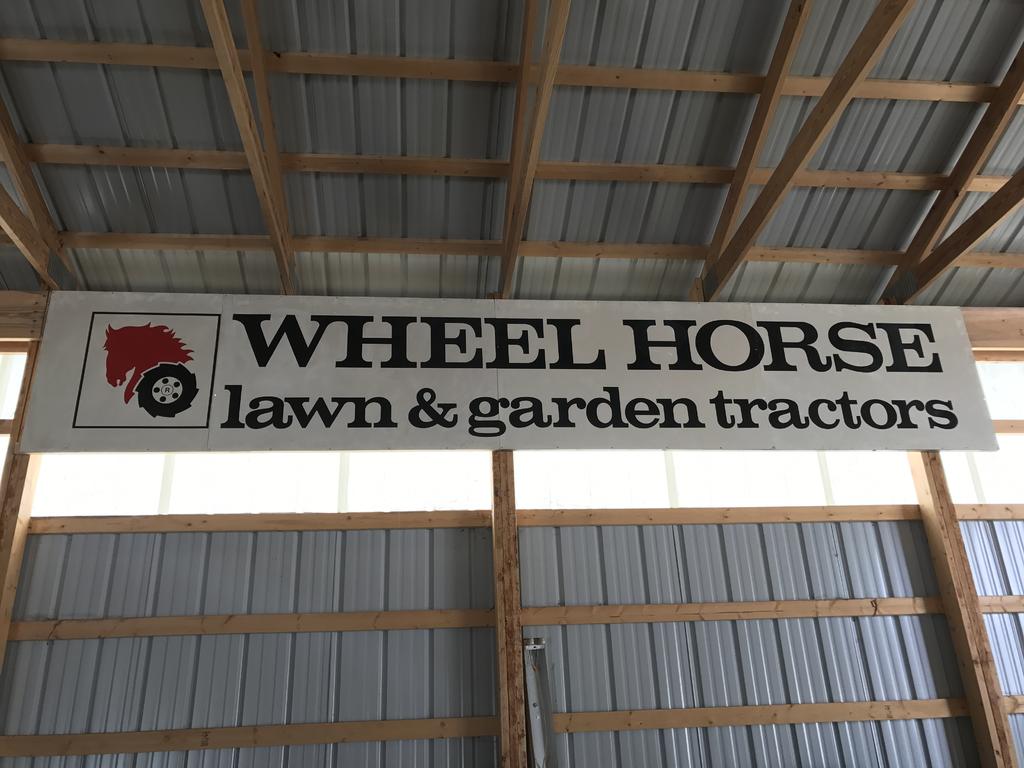 WHEEL HORSE
lawn & garden tractors
R